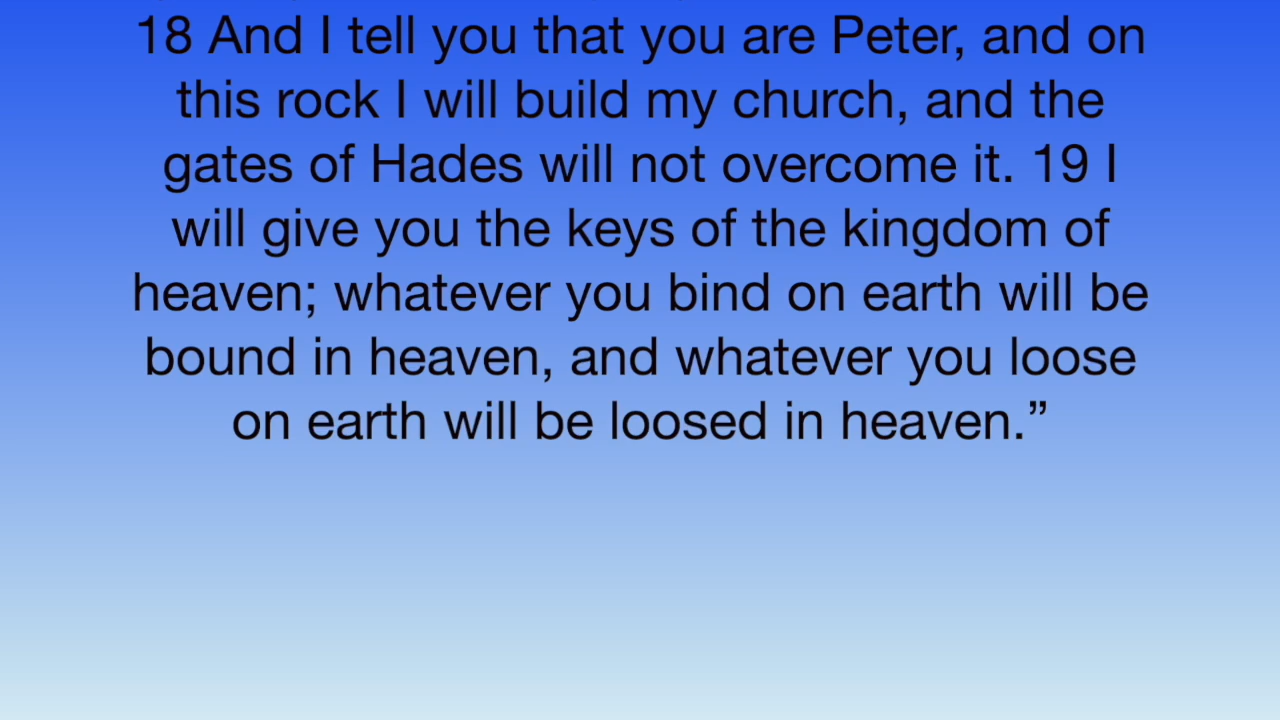 18 And I tell you that you are Peter, and on
this rock I will build my church, and the
gates of Hades will not overcome it. 19 I
will give you the keys of the kingdom of
heaven; whatever you bind on earth will be
bound in heaven, and whatever you loose
on earth will be loosed in heaven.”